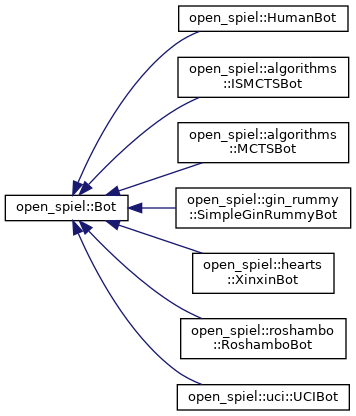 open_spiel::HumanBot
open_spiel::algorithms
::ISMCTSBot
open_spiel::algorithms
::MCTSBot
open_spiel::Bot
open_spiel::gin_rummy
::SimpleGinRummyBot
open_spiel::hearts
::XinxinBot
open_spiel::roshambo
::RoshamboBot
open_spiel::uci::UCIBot